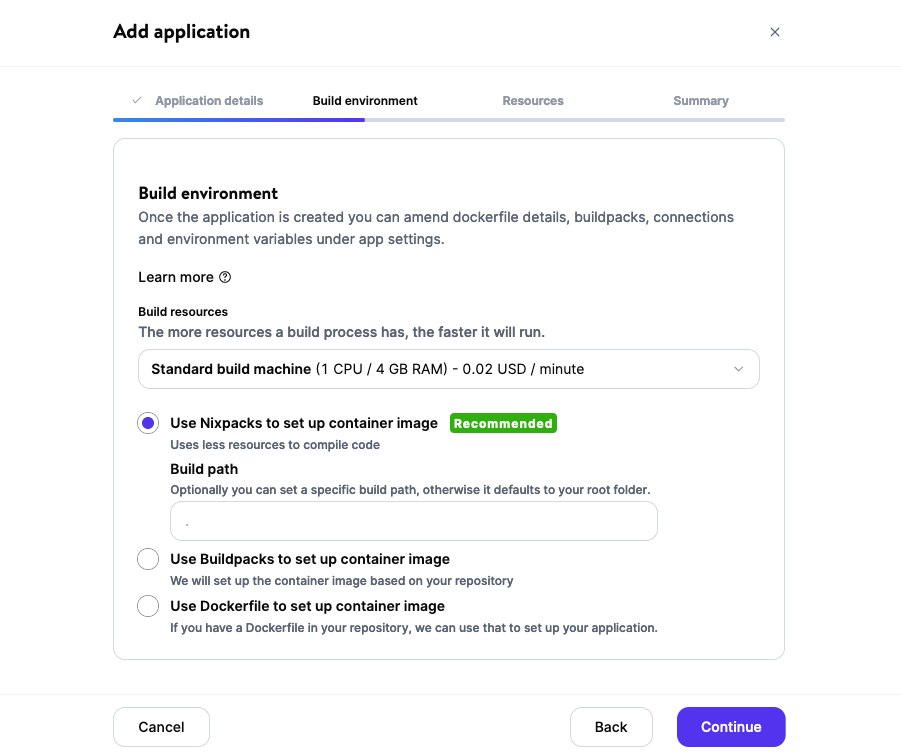 Add application
Application details
Build environment
Resources
Summary
Build environment
Once the application is created you can amend dockerfile details, buildpacks, connections
and environment variables under app settings.
Learn more
Build resources
The more resources a build process has, the faster it will run.
Standard build machine (1 CPU / 4 GB RAM) - 0.02 USD / minute
Use Nixpacks to set up container image Recommended
Uses less resources to compile code
Build path
Optionally you can set a specific build path, otherwise it defaults to your root folder.
.
Use Buildpacks to set up container image
We will set up the container image based on your repository
Use Dockerfile to set up container image
If you have a Dockerfile in your repository, we can use that to set up your application.
Cancel
Back
Continue